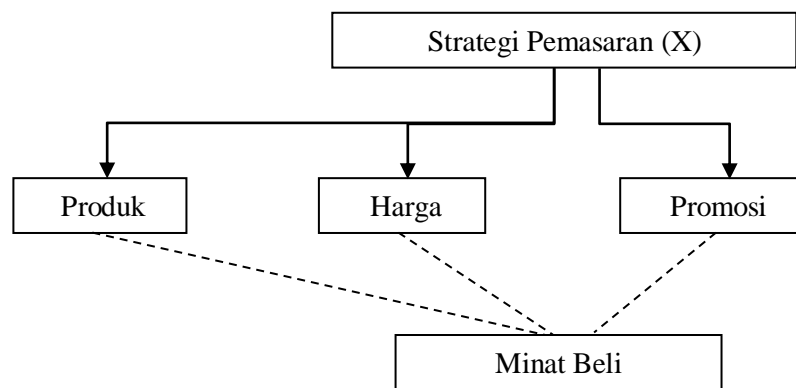 Strategi Pemasaran (X)
Produk
Harga
Promosi
Minat Beli